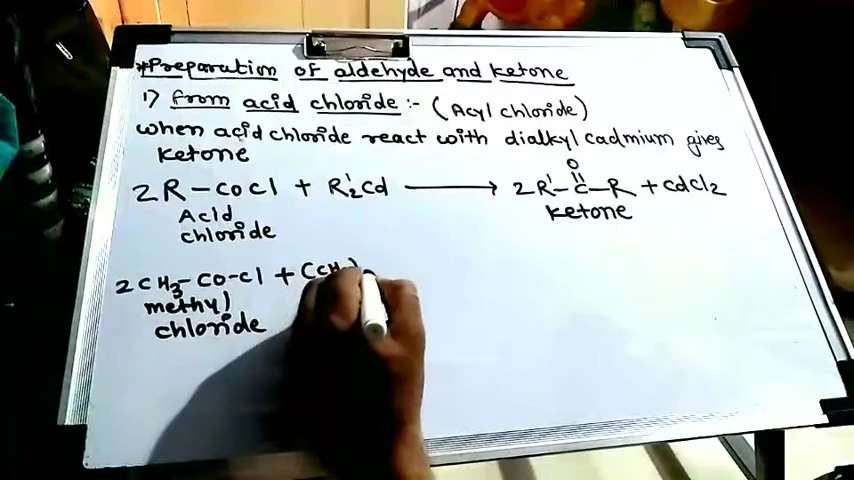 *Preparation of aldehyde and ketone
1) from acid chloride :- (Acyl chloride)
when acid chloride react with dialkyl cadmium gives
ketone
2R-COCl + R'2Cd ⟶ 2R'-C-R + CdCl2
O
Acid
chloride
ketone
2CH3-CO-Cl + (CH
methyl
chloride